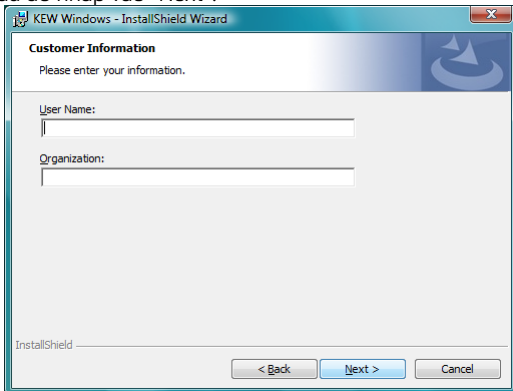 KEW Windows - InstallShield Wizard
Customer Information
Please enter your information.
User Name:
Organization:
InstallShield
< Back
Next >
Cancel